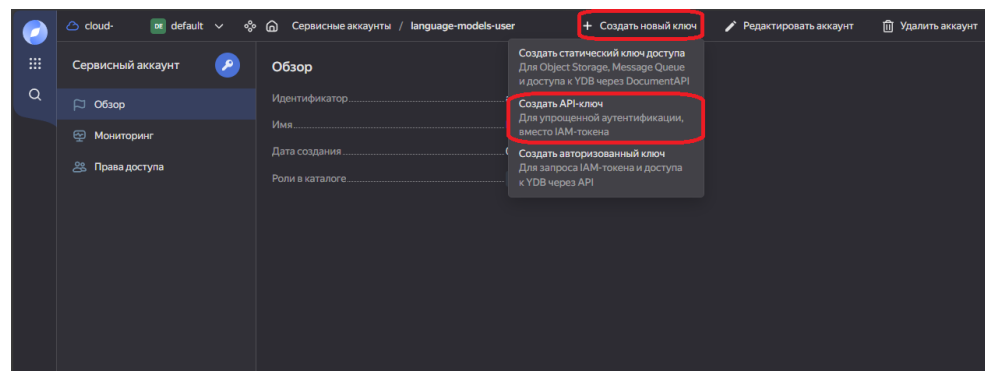 cloud- DE default Сервисные аккаунты / language-models-user + Создать новый ключ Редактировать аккаунт Удалить аккаунт
Сервисный аккаунт
Обзор
Мониторинг
Права доступа
Обзор
Идентификатор
Имя
Дата создания
Роли в каталоге
Создать статический ключ доступа
Для Object Storage, Message Queue
и доступа к YDB через DocumentAPI
Создать API-ключ
Для упрощенной аутентификации,
вместо IAM-токена
Создать авторизованный ключ
Для запроса IAM-токена и доступа
к YDB через API